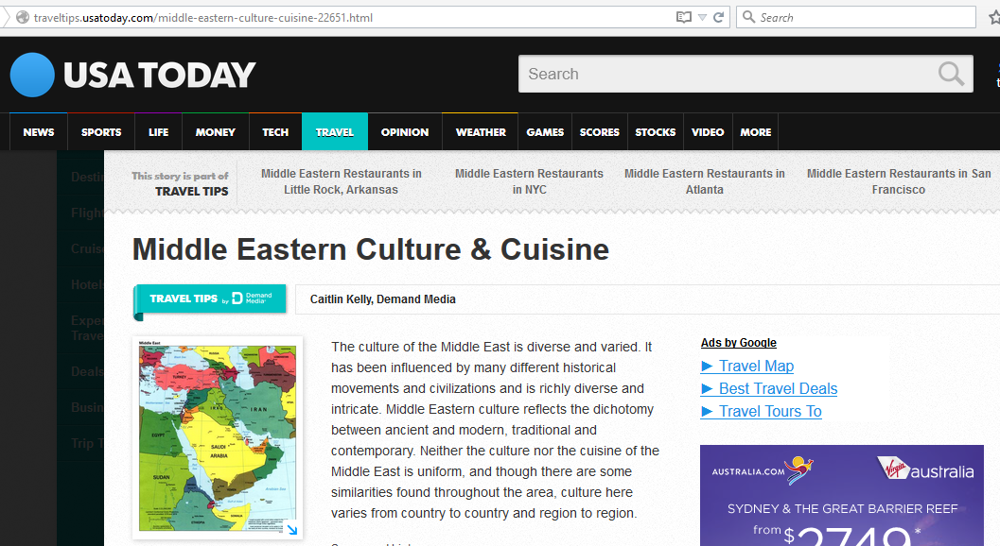 traveltips.usatoday.com/middle-eastern-culture-cuisine-22651.html
Search
USA TODAY
Search
NEWS SPORTS LIFE MONEY TECH TRAVEL OPINION WEATHER GAMES SCORES STOCKS VIDEO MORE
This story is part of
TRAVEL TIPS
Middle Eastern Restaurants in
Little Rock, Arkansas
Middle Eastern Restaurants
in NYC
Middle Eastern Restaurants in
Atlanta
Middle Eastern Restaurants in San
Francisco
Desti
Flight
Cruise
Hotels
Expe
Trave
Deals
Busin
Trip T
Middle Eastern Culture & Cuisine
TRAVEL TIPS by D Demand
Media
Caitlin Kelly, Demand Media
Middle East
TURKEY
IRAQ
IRAN
EGYPT
SAUDI
ARABIA
SUDAN
ETHIOPIA
The culture of the Middle East is diverse and varied. It
has been influenced by many different historical
movements and civilizations and is richly diverse and
intricate. Middle Eastern culture reflects the dichotomy
between ancient and modern, traditional and
contemporary. Neither the culture nor the cuisine of the
Middle East is uniform, and though there are some
similarities found throughout the area, culture here
varies from country to country and region to region.
Ads by Google
► Travel Map
► Best Travel Deals
► Travel Tours To
AUSTRALIA.COM
Virgin australia
SYDNEY & THE GREAT BARRIER REEF
from $2749*